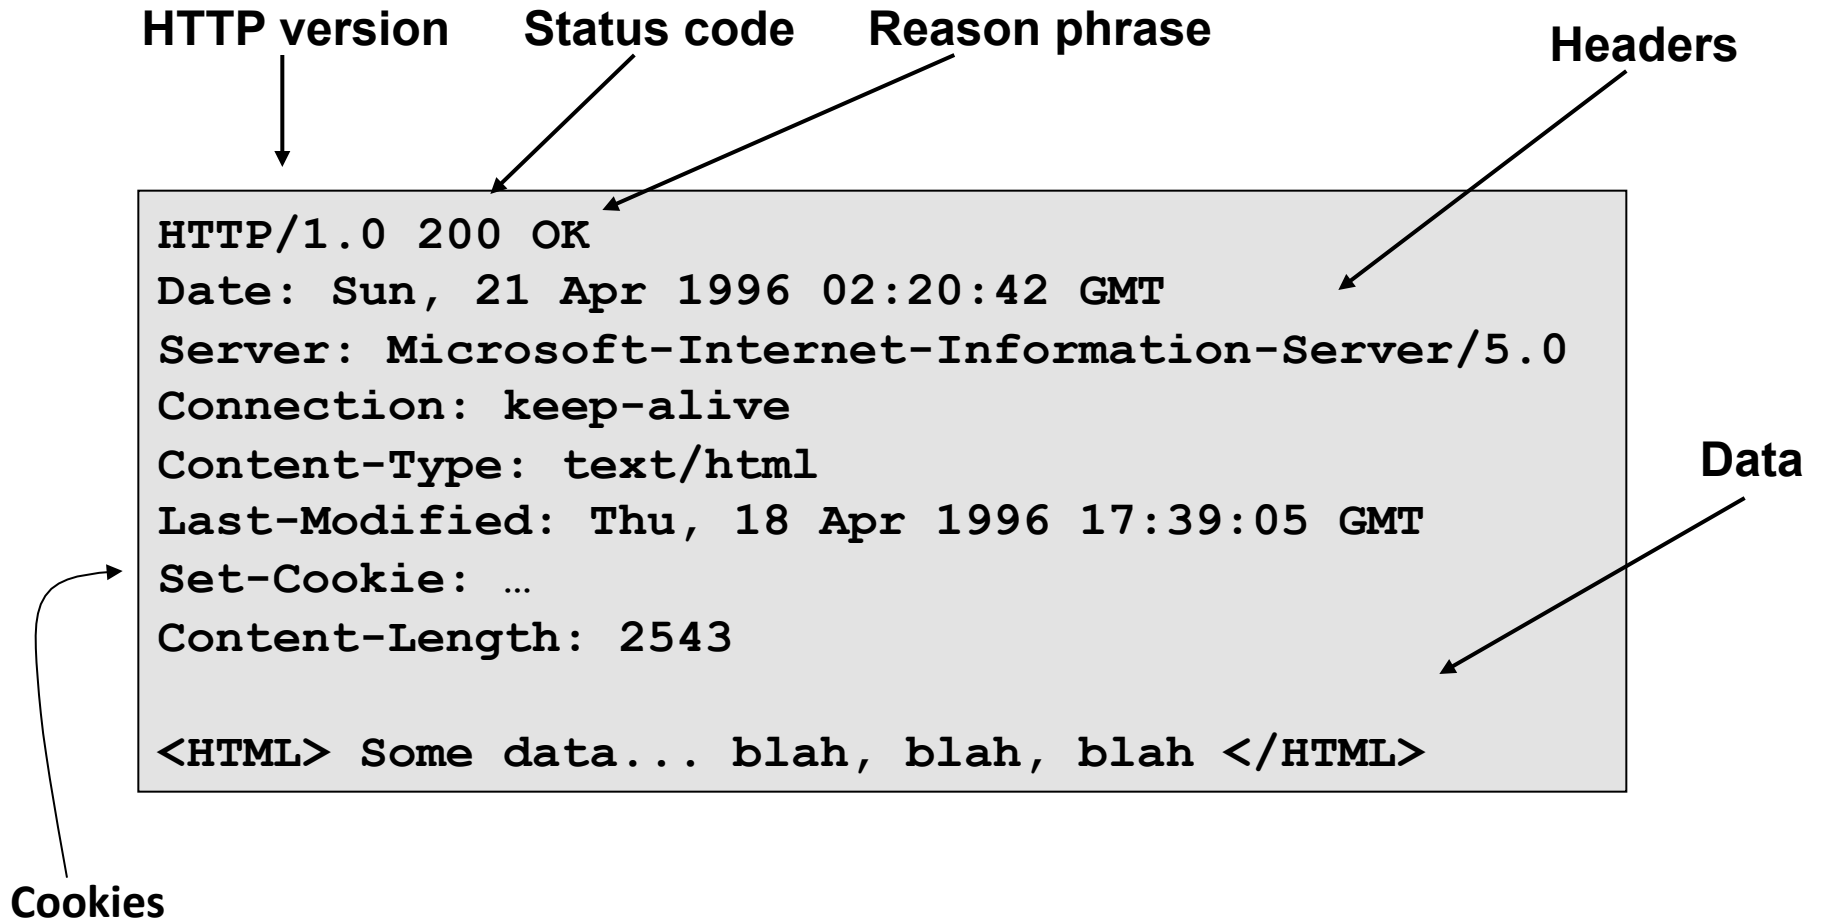 HTTP version Status code Reason phrase Headers
HTTP/1.0 200 OK
Date: Sun, 21 Apr 1996 02:20:42 GMT
Server: Microsoft-Internet-Information-Server/5.0
Connection: keep-alive
Content-Type: text/html
Data
Last-Modified: Thu, 18 Apr 1996 17:39:05 GMT
Set-Cookie: …
Content-Length: 2543
<HTML> Some data... blah, blah, blah </HTML>
Cookies